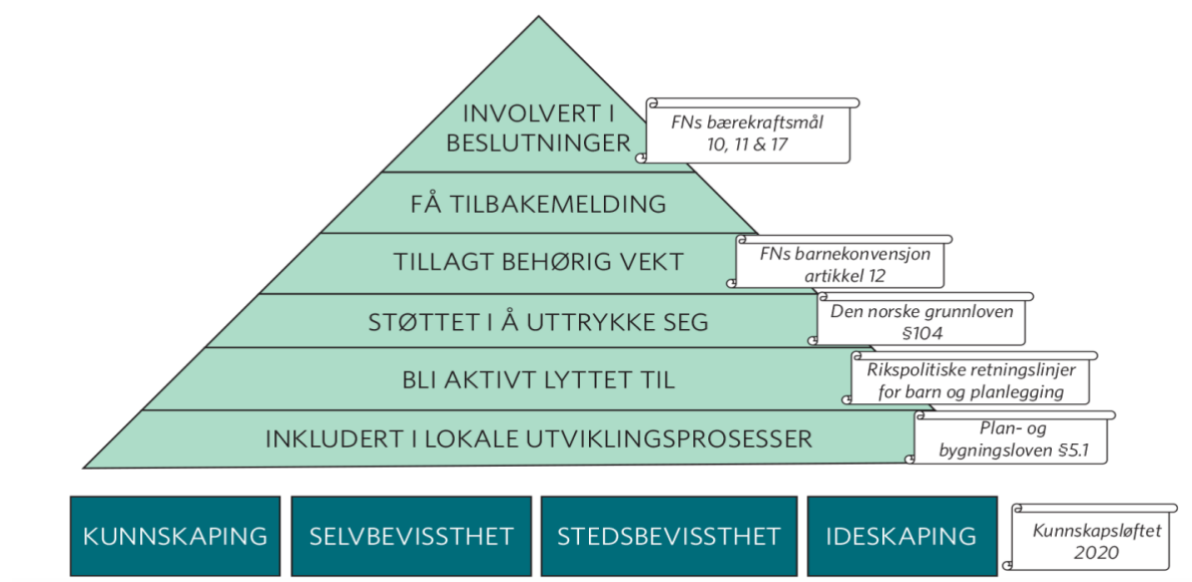 INVOLVERT I
BESLUTNINGER
FNs bærekraftsmål
10, 11 & 17
FÅ TILBAKEMELDING
TILLAGT BEHØRIG VEKT
FNs barnekonvensjon
artikkel 12
STØTTET I Å UTTRYKKE SEG
Den norske grunnloven
§104
BLI AKTIVT LYTTET TIL
Rikspolitiske retningslinjer
for barn og planlegging
INKLUDERT I LOKALE UTVIKLINGSPROSESSER
Plan- og
bygningsloven §5.1
KUNNSKAPING
SELVBEVISSTHET
STEDSBEVISSTHET
IDESKAPING
Kunnskapsløftet
2020